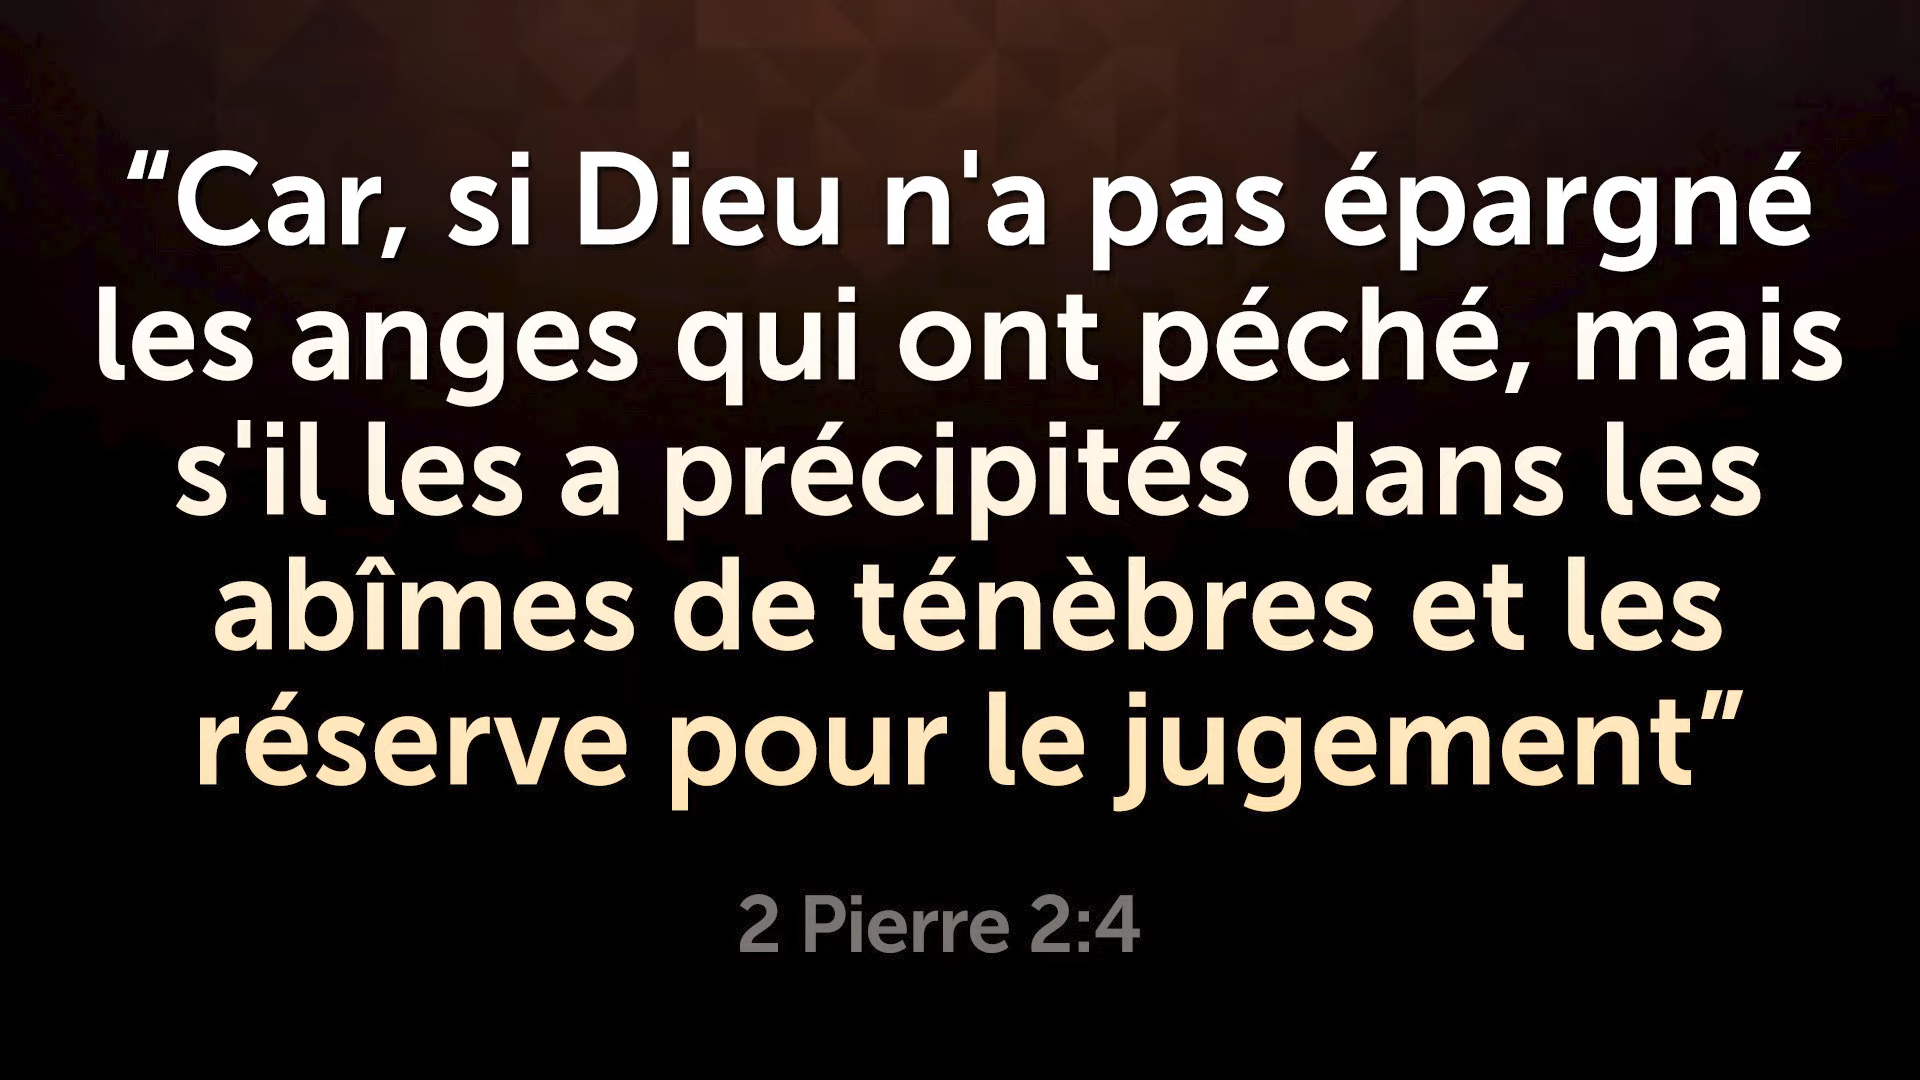 “Car, si Dieu n'a pas épargné
les anges qui ont péché, mais
s'il les a précipités dans les
abîmes de ténèbres et les
réserve pour le jugement”
2 Pierre 2:4